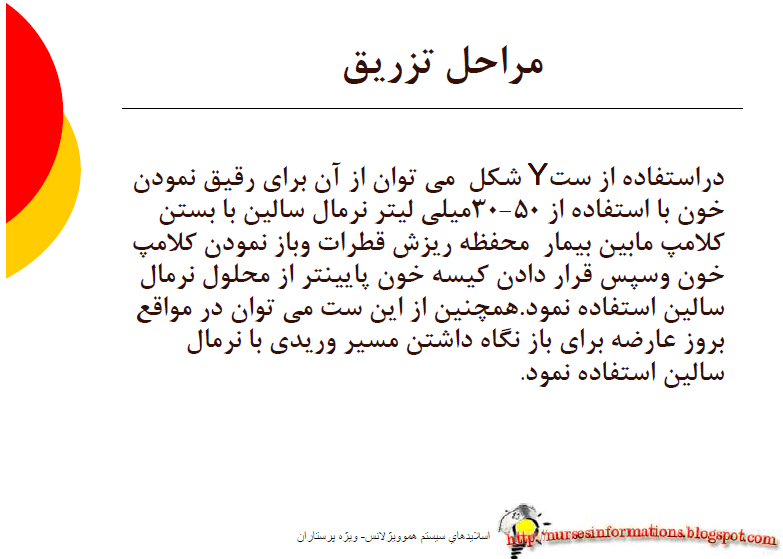 مراحل تزریق
دراستفاده از ستY شکل می توان از آن برای رقیق نمودن
خون با استفاده از ۵۰-۳۰میلی لیتر نرمال سالین با بستن
کلامپ مابین بیمار محفظه ریزش قطرات وباز نمودن کلامپ
خون وسپس قرار دادن کیسه خون پایینتر از محلول نرمال
سالین استفاده نمود.همچنین از این ست می توان در مواقع
بروز عارضه برای باز نگاه داشتن مسیر وریدی با نرمال
سالین استفاده نمود.
اسلایدهاي سیستم هموویژلانس- ویژه پرستاران
http://nursesinformations.blogspot.com